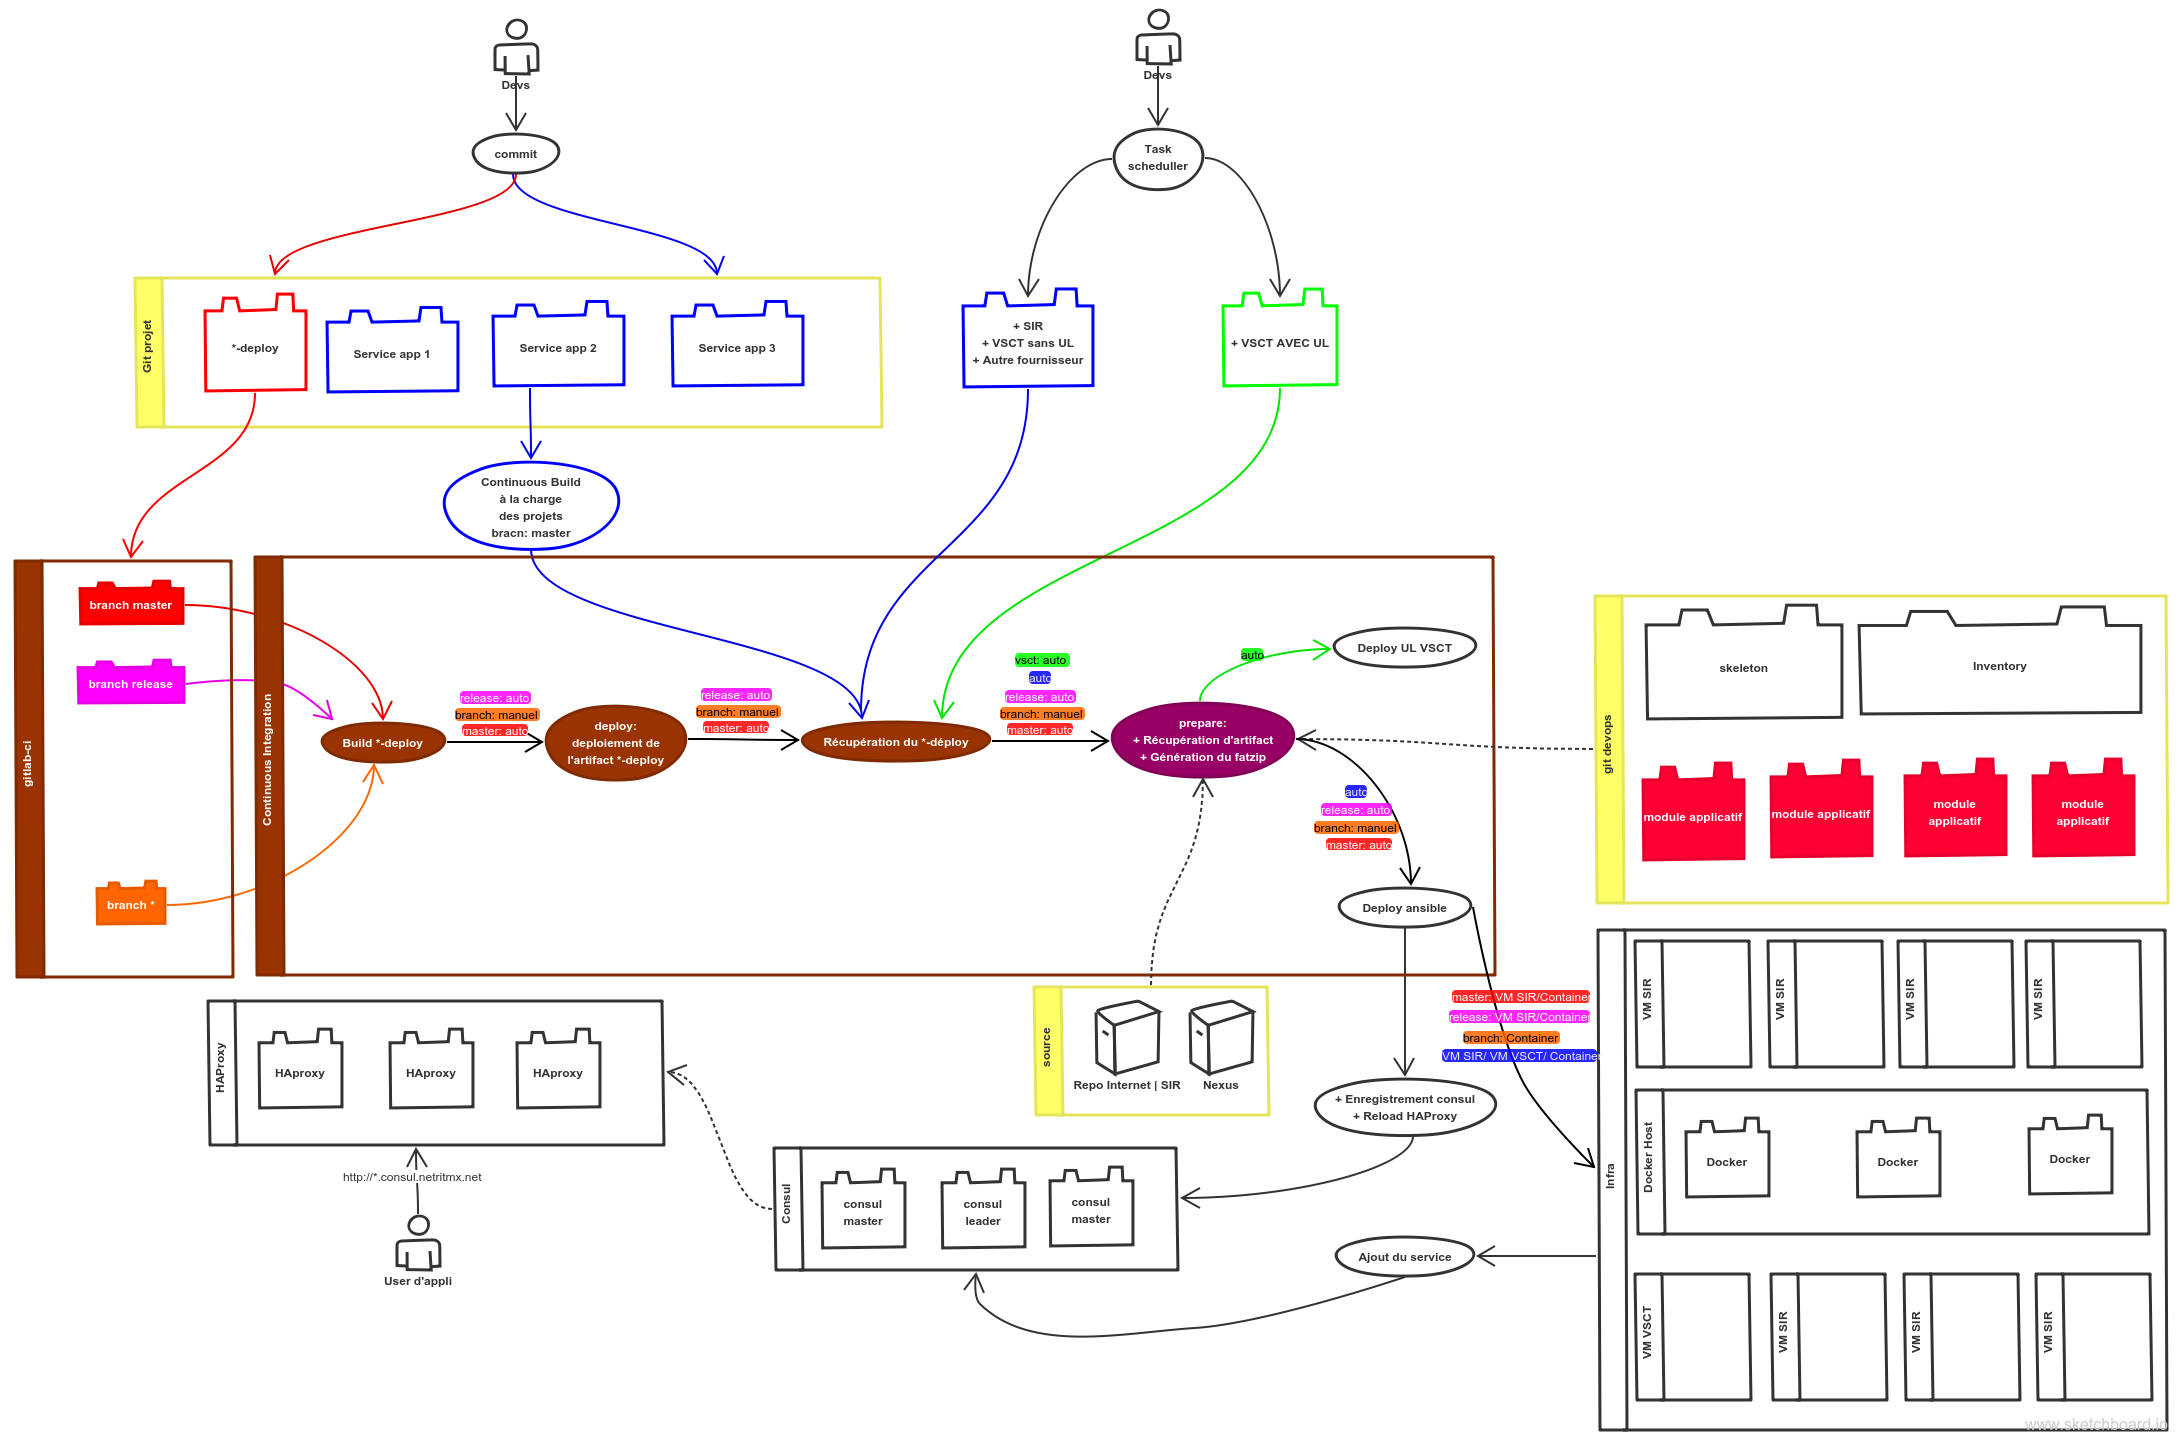 Devs
Devs
commit
Task
scheduller
Git projet
*-deploy
Service app 1
Service app 2
Service app 3
+ SIR
+ VSCT sans UL
+ Autre fournisseur
+ VSCT AVEC UL
Continuous Build
à la charge
des projets
bracn: master
gitlab-ci
branch master
branch release
branch *
Continuous Integration
Build *-deploy
release: auto
branch: manuel
master: auto
deploy:
deploiement de
l'artifact *-deploy
release: auto
branch: manuel
master: auto
Récupération du *-déploy
vsct: auto
auto
release: auto
branch: manuel
master: auto
prepare:
+ Récupération d'artifact
+ Génération du fatzip
auto
Deploy UL VSCT
auto
release: auto
branch: manuel
master: auto
Deploy ansible
git devops
skeleton
Inventory
module applicatif
module applicatif
module
applicatif
module
applicatif
HAProxy
HAproxy
HAproxy
HAproxy
http://*.consul.netritmx.net
User d'appli
source
Repo Internet | SIR
Nexus
master: VM SIR/Container
release: VM SIR/Container
branch: Container
VM SIR/ VM VSCT/ Container
+ Enregistrement consul
+ Reload HAProxy
Consul
consul
master
consul
leader
consul
master
Ajout du service
Infra
VM SIR
VM SIR
VM SIR
VM SIR
Docker Host
Docker
Docker
Docker
VM VSCT
VM SIR
VM SIR
VM SIR
www.sketchboard.io